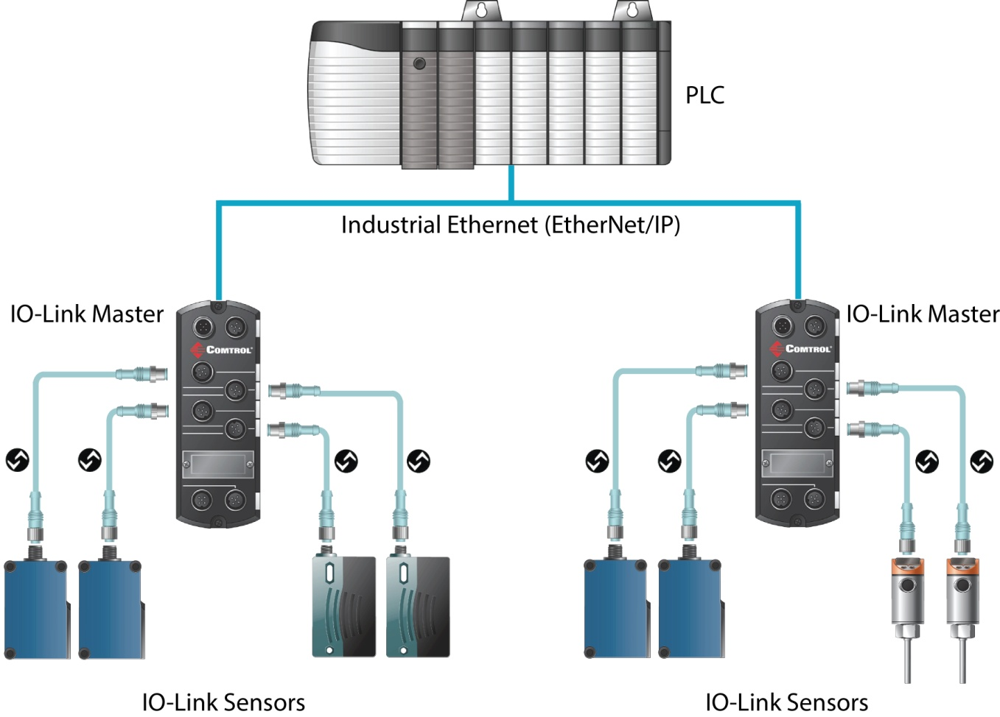 PLC
Industrial Ethernet (EtherNet/IP)
IO-Link Master
IO-Link Master
COMTROL
COMTROL
IO-Link Sensors
IO-Link Sensors